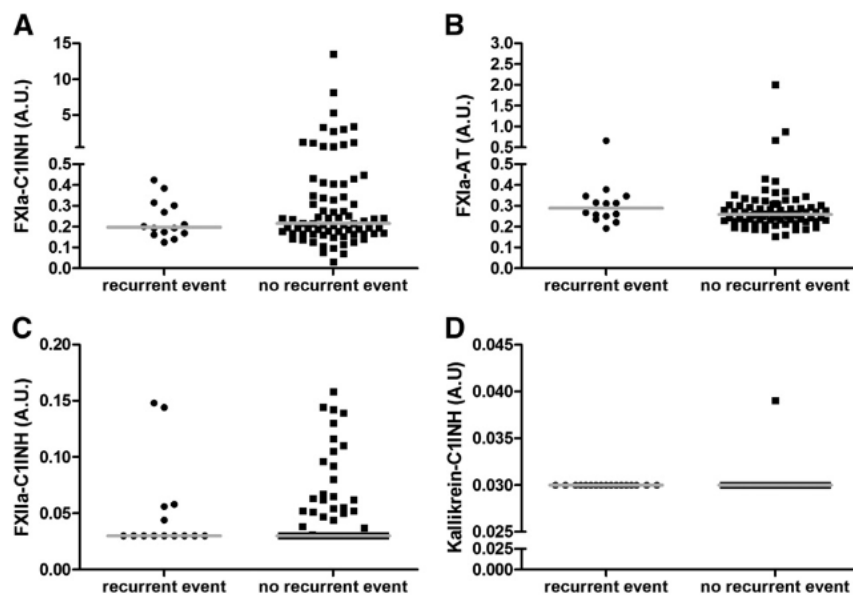 A
FXIa-C1INH (A.U.)
15
10
5
0.5
0.4
0.3
0.2
0.1
0.0
recurrent event
no recurrent event
B
FXIa-AT (A.U.)
3.0
2.5
2.0
1.5
1.0
0.5
0.5
0.4
0.3
0.2
0.1
0.0
recurrent event
no recurrent event
C
FXIIa-C1INH (A.U.)
0.20
0.15
0.10
0.05
0.00
recurrent event
no recurrent event
D
Kallikrein-C1INH (A.U)
0.045
0.040
0.035
0.030
0.025
0.025
0.000
recurrent event
no recurrent event